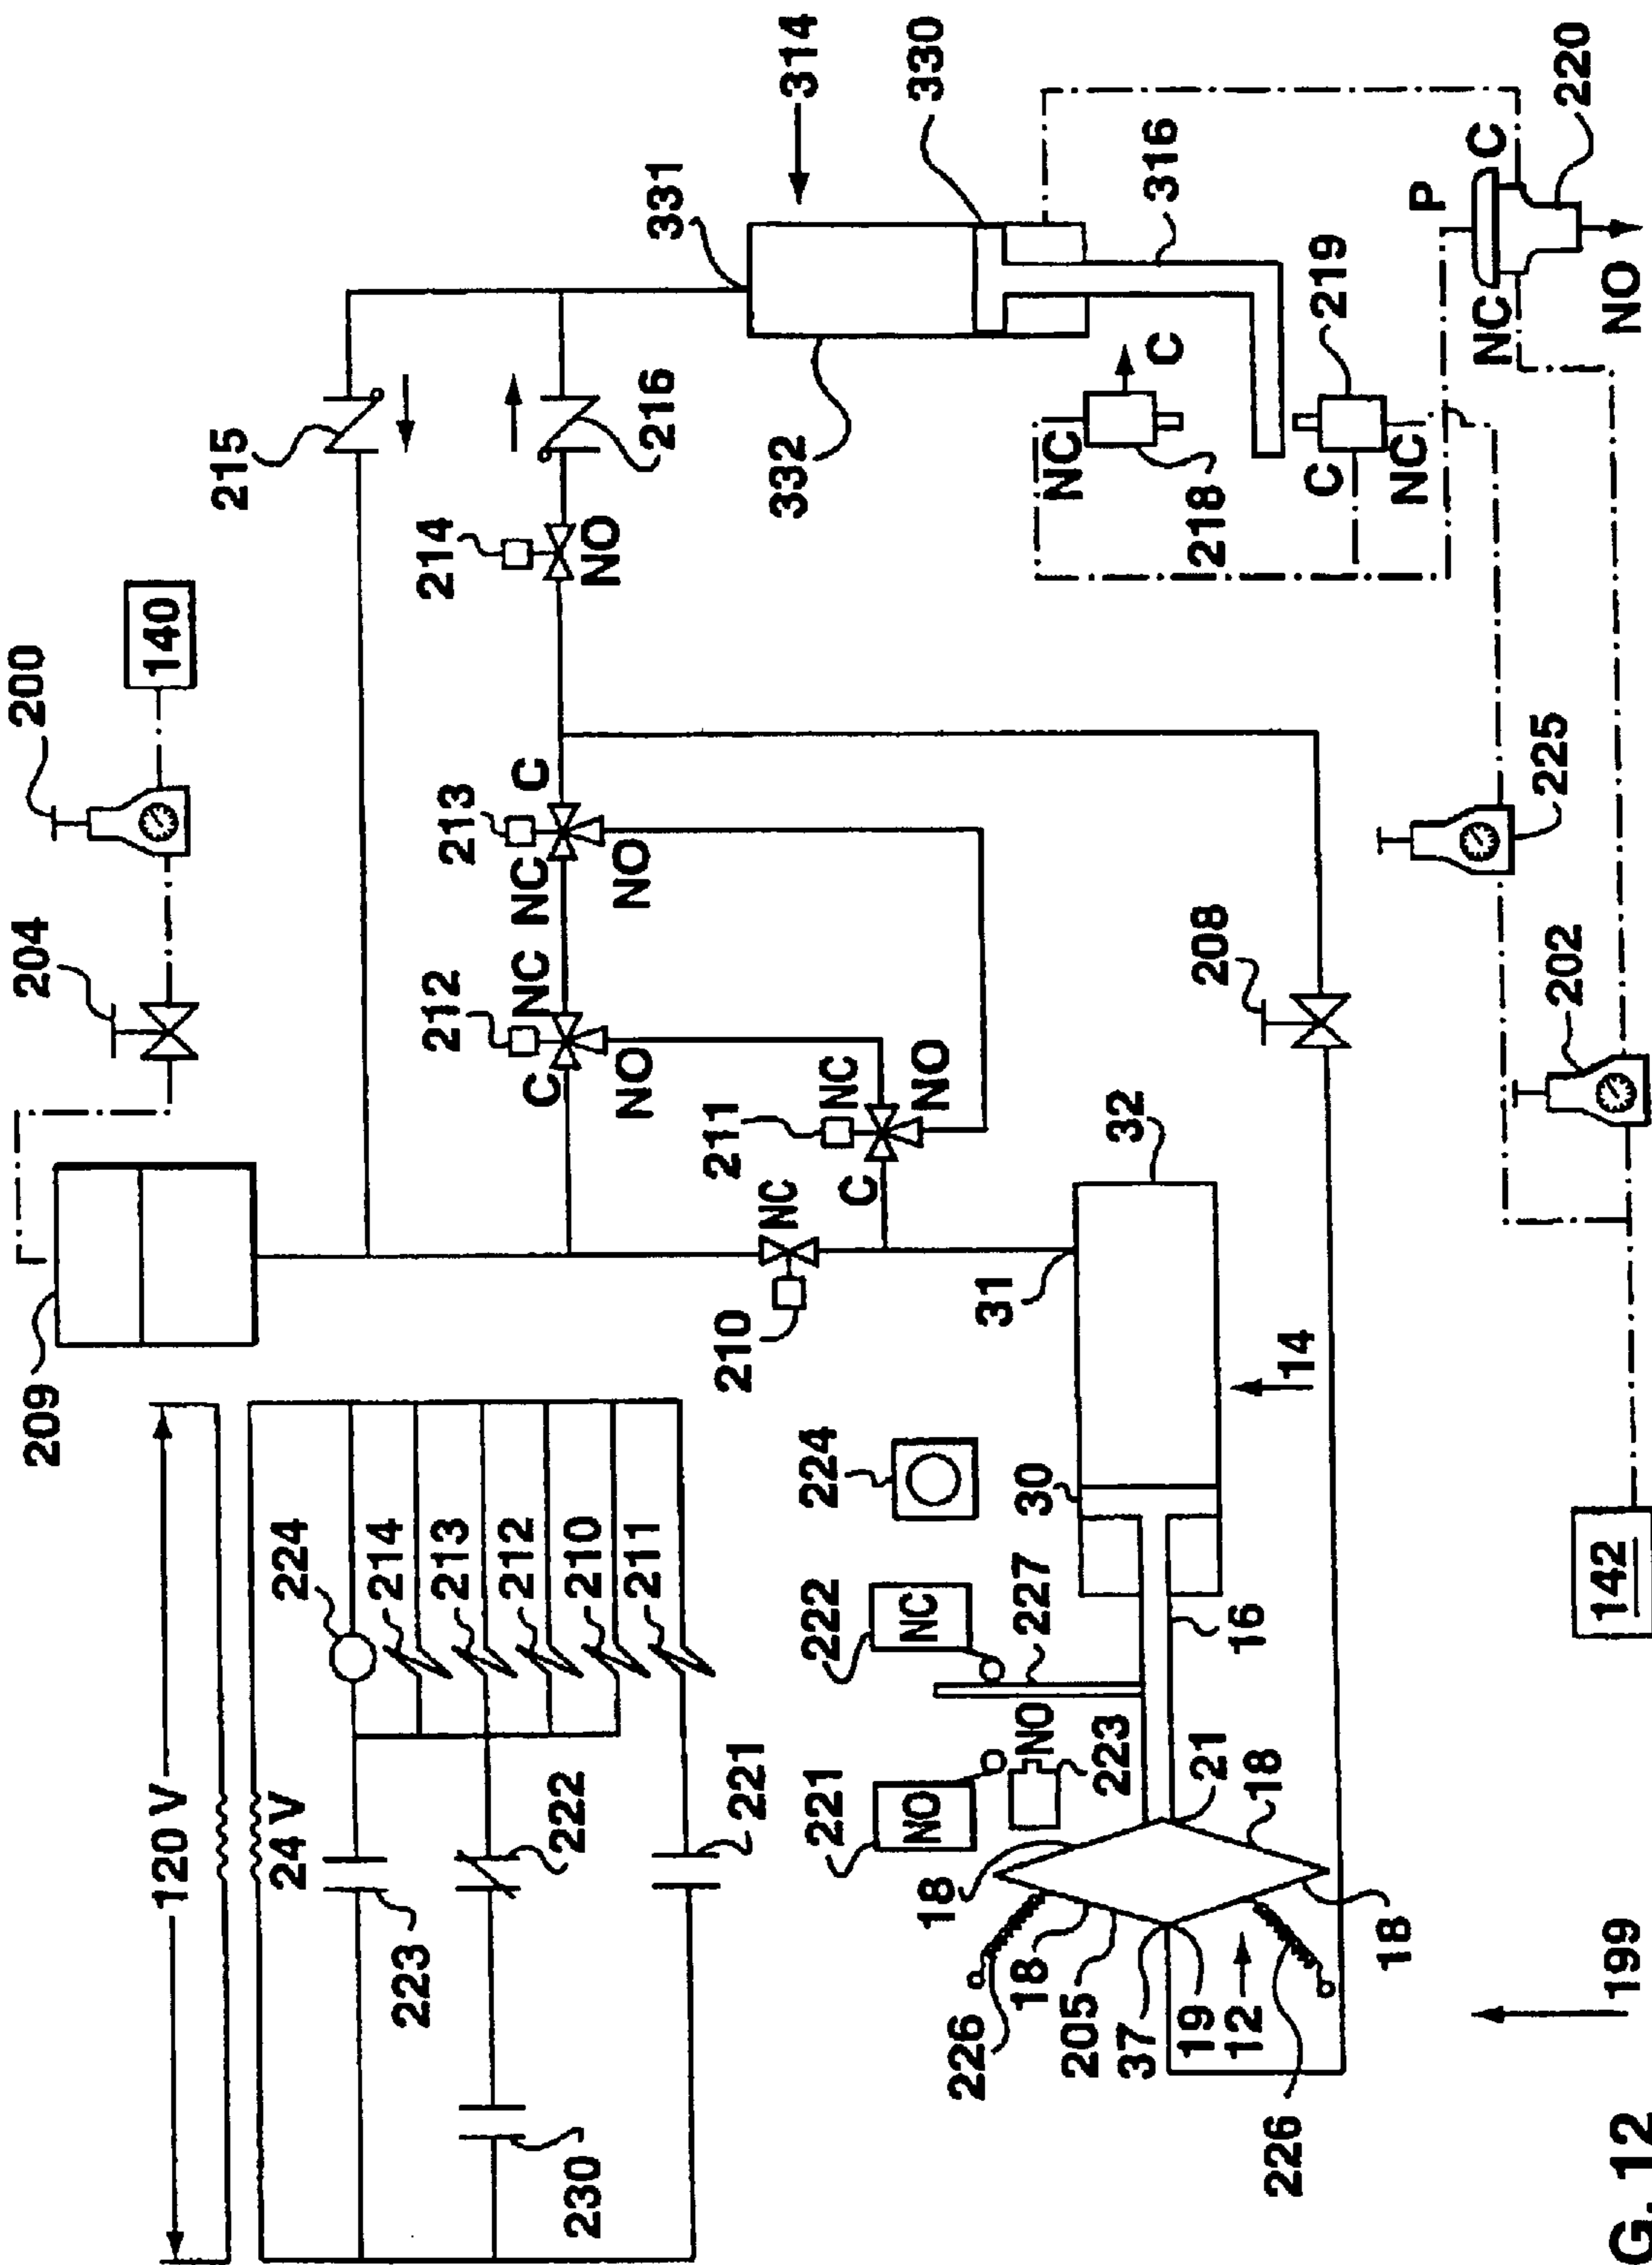 120 V
24 V
223
230
222
221
224
214
213
212
210
211
209
204
200
140
215
216
214
NO
213
C
NC
NO
212
NC
C
NO
211
NC
NO
C
210
NC
31
32
14
30
224
222
NC
227
221
NO
NO
223
16
21
18
18
18
18
226
205
37
19
12
226
208
331
314
332
330
316
NC
C
218
219
C
NC
P
NC
C
220
NO
225
202
142
199
G. 12